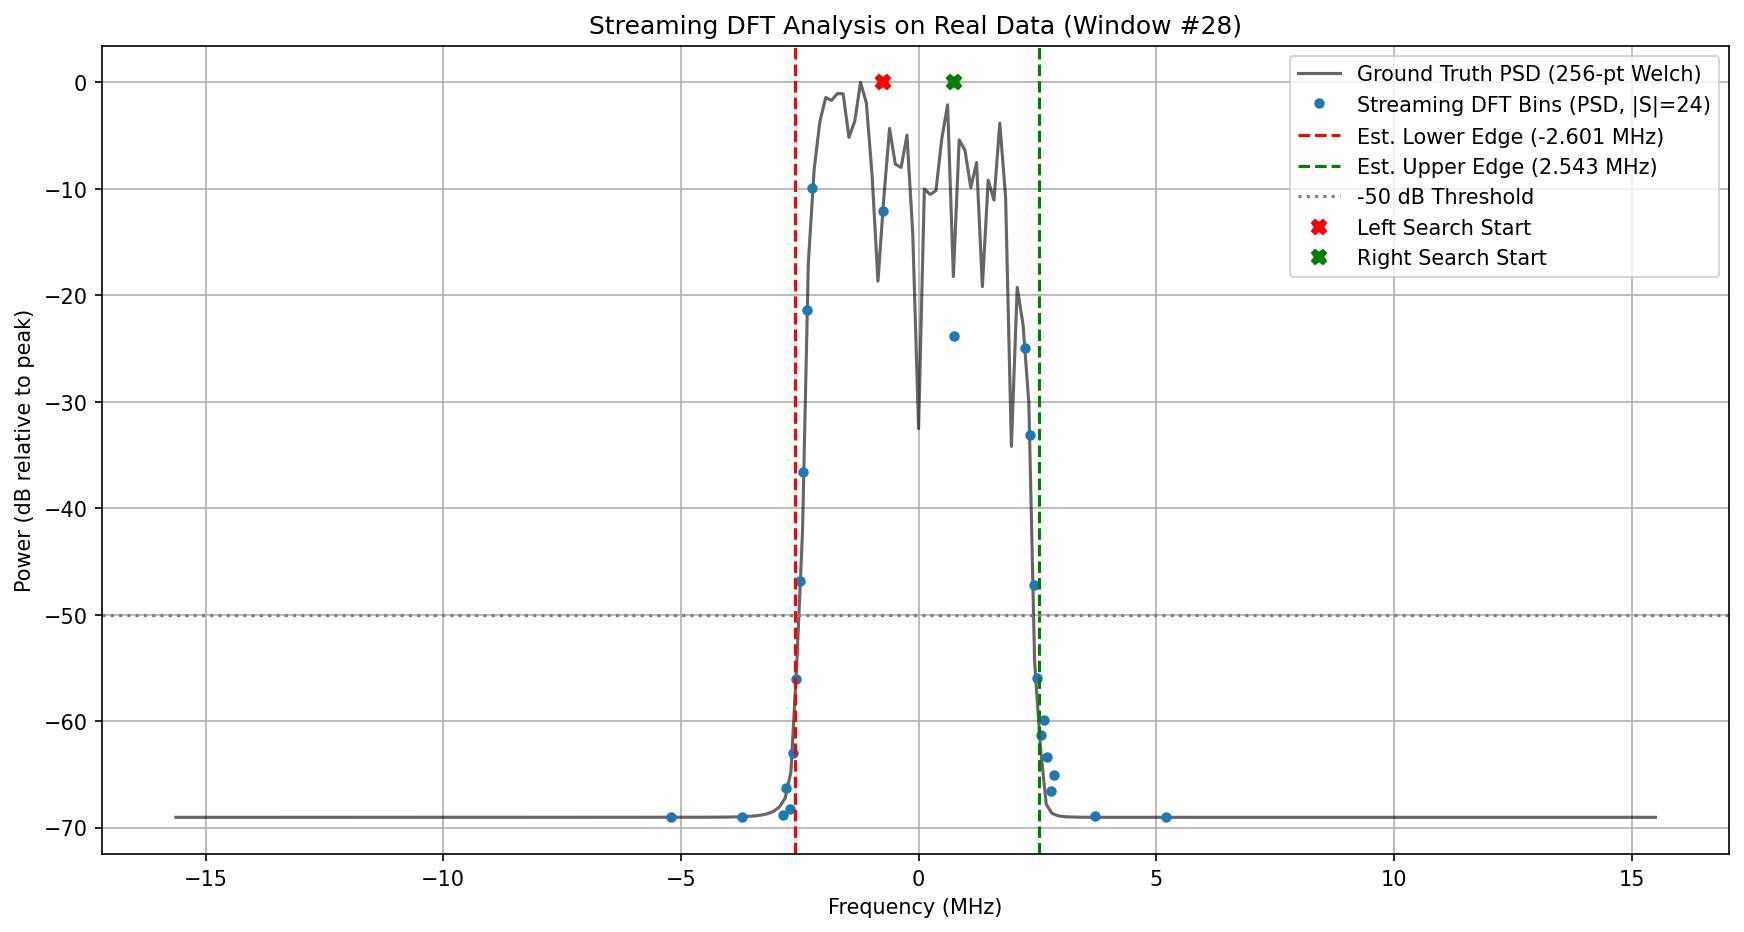 Streaming DFT Analysis on Real Data (Window #28)
Ground Truth PSD (256-pt Welch)
Streaming DFT Bins (PSD, |S|=24)
Est. Lower Edge (-2.601 MHz)
Est. Upper Edge (2.543 MHz)
-50 dB Threshold
Left Search Start
Right Search Start
Power (dB relative to peak)
0
−10
−20
−30
−40
−50
−60
−70
−15 −10 −5 0 5 10 15
Frequency (MHz)